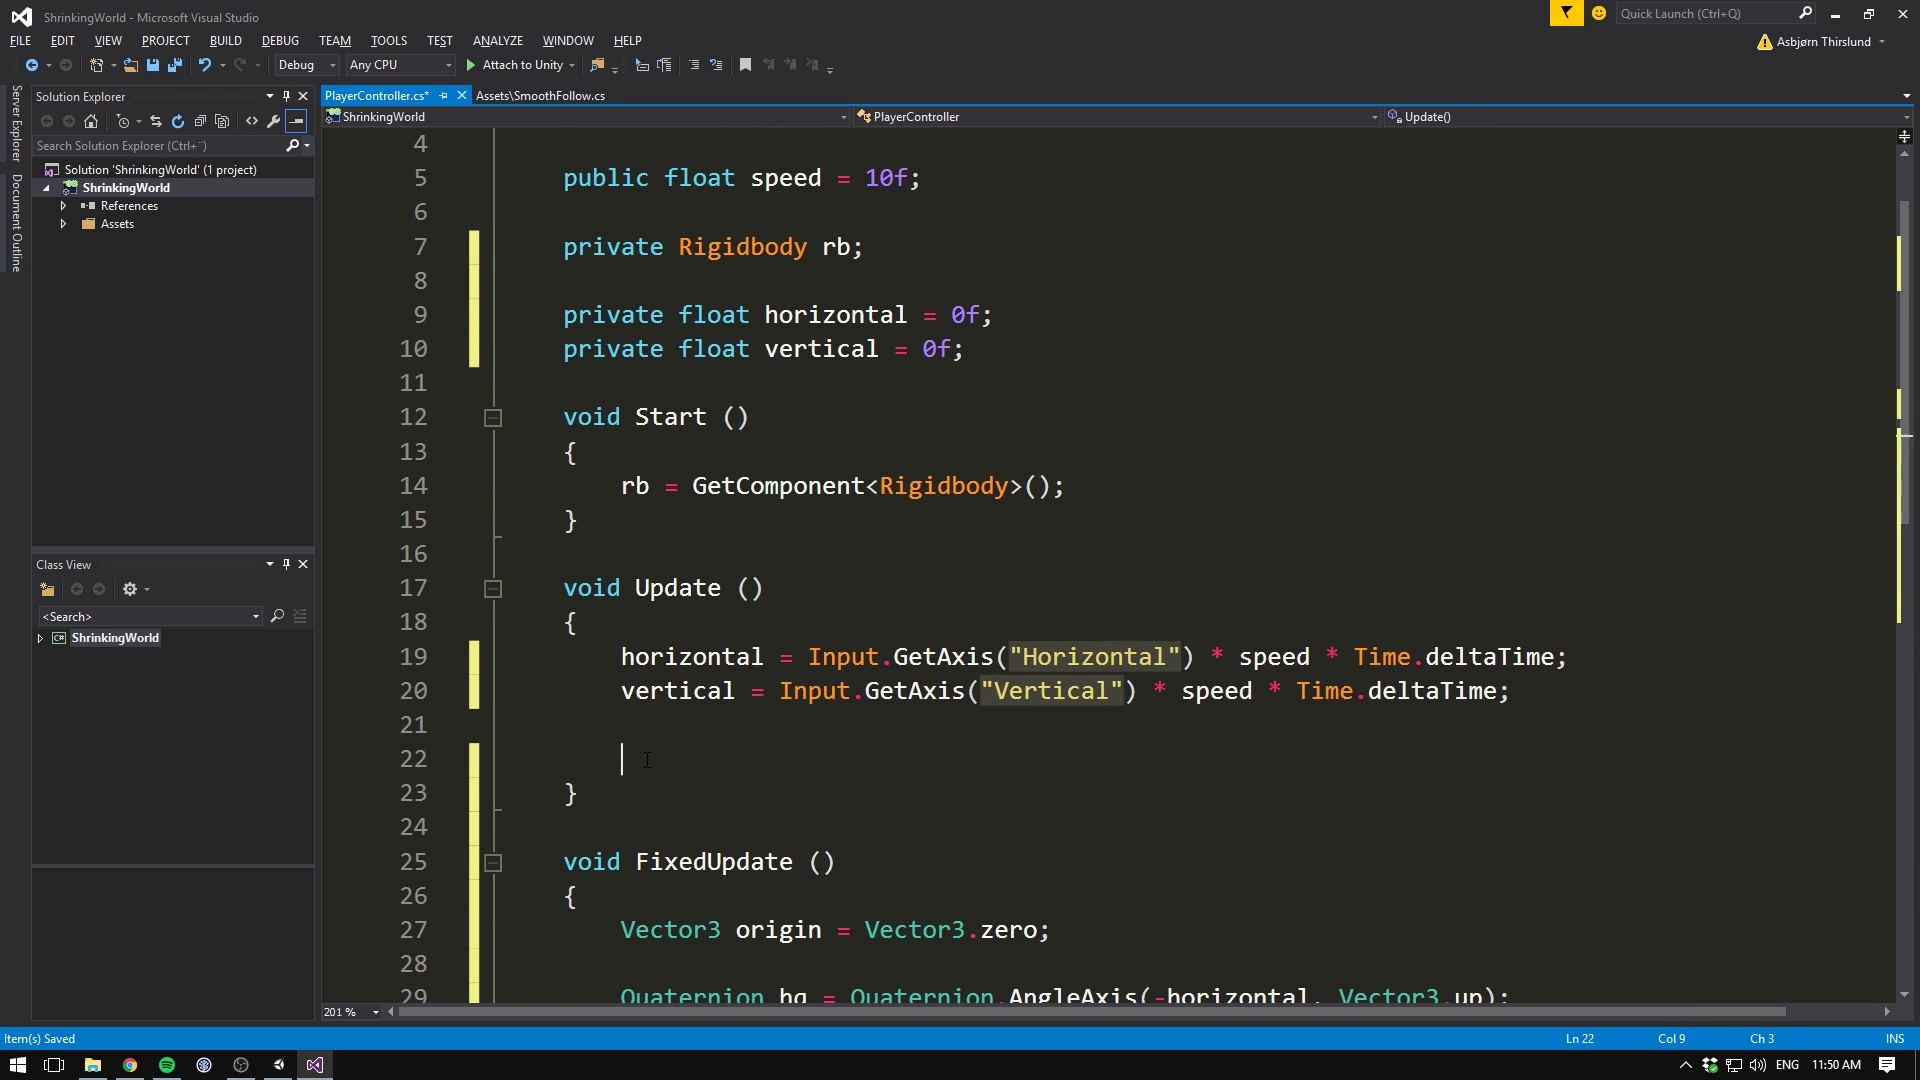 ShrinkingWorld - Microsoft Visual Studio
Quick Launch (Ctrl+Q)
FILE EDIT VIEW PROJECT BUILD DEBUG TEAM TOOLS TEST ANALYZE WINDOW HELP
Asbjørn Thirslund
Debug Any CPU Attach to Unity
Server Explorer
Document Outline
Solution Explorer
Search Solution Explorer (Ctrl+¨)
Solution 'ShrinkingWorld' (1 project)
ShrinkingWorld
References
Assets
Class View
<Search>
ShrinkingWorld
PlayerController.cs* Assets\SmoothFollow.cs
ShrinkingWorld PlayerController Update()
4
5 public float speed = 10f;
6
7 private Rigidbody rb;
8
9 private float horizontal = 0f;
10 private float vertical = 0f;
11
12 void Start ()
13 {
14 rb = GetComponent<Rigidbody>();
15 }
16
17 void Update ()
18 {
19 horizontal = Input.GetAxis("Horizontal") * speed * Time.deltaTime;
20 vertical = Input.GetAxis("Vertical") * speed * Time.deltaTime;
21
22
23 }
24
25 void FixedUpdate ()
26 {
27 Vector3 origin = Vector3.zero;
28
29 Quaternion hq = Quaternion.AngleAxis(-horizontal, Vector3.up);
201 %
Item(s) Saved Ln 22 Col 9 Ch 3 INS
ENG 11:50 AM